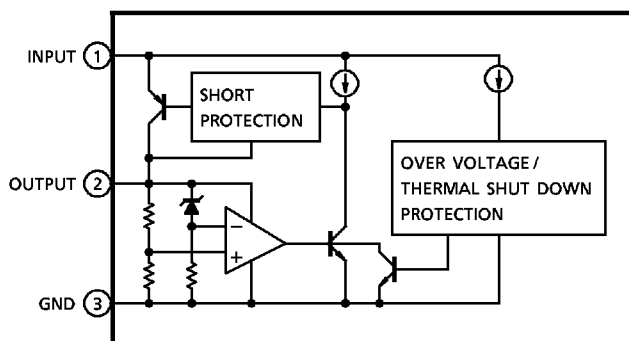 INPUT 1
SHORT
PROTECTION
OVER VOLTAGE /
THERMAL SHUT DOWN
PROTECTION
OUTPUT 2
−
+
GND 3